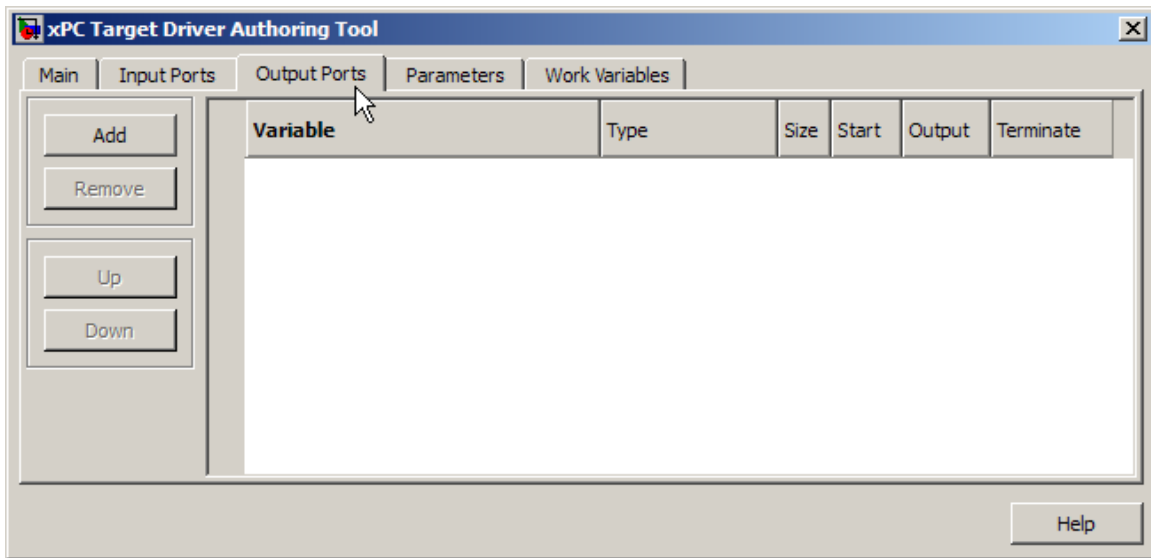 xPC Target Driver Authoring Tool
Main Input Ports Output Ports Parameters Work Variables
Add
Remove
Up
Down
Variable Type Size Start Output Terminate
Help